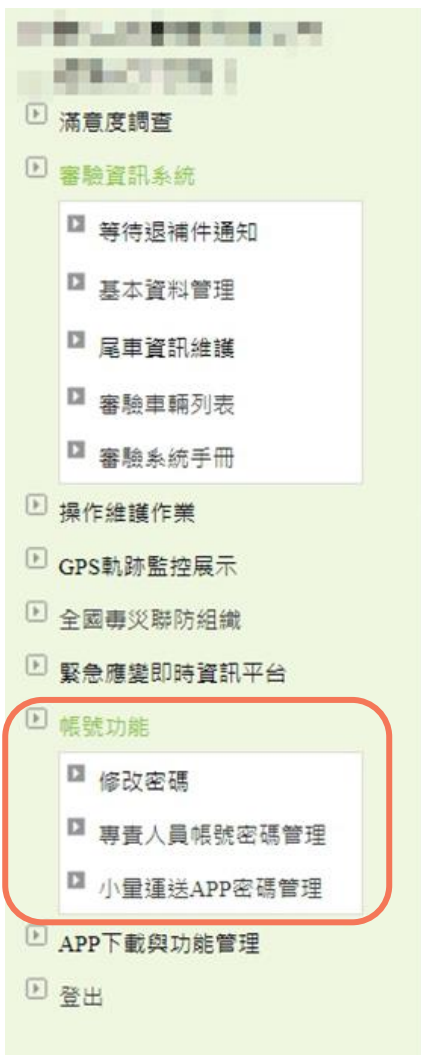 滿意度調查
審驗資訊系統
等待退補件通知
基本資料管理
尾車資訊維護
審驗車輛列表
審驗系統手冊
操作維護作業
GPS軌跡監控展示
全國毒災聯防組織
緊急應變即時資訊平台
帳號功能
修改密碼
專責人員帳號密碼管理
小量運送APP密碼管理
APP下載與功能管理
登出